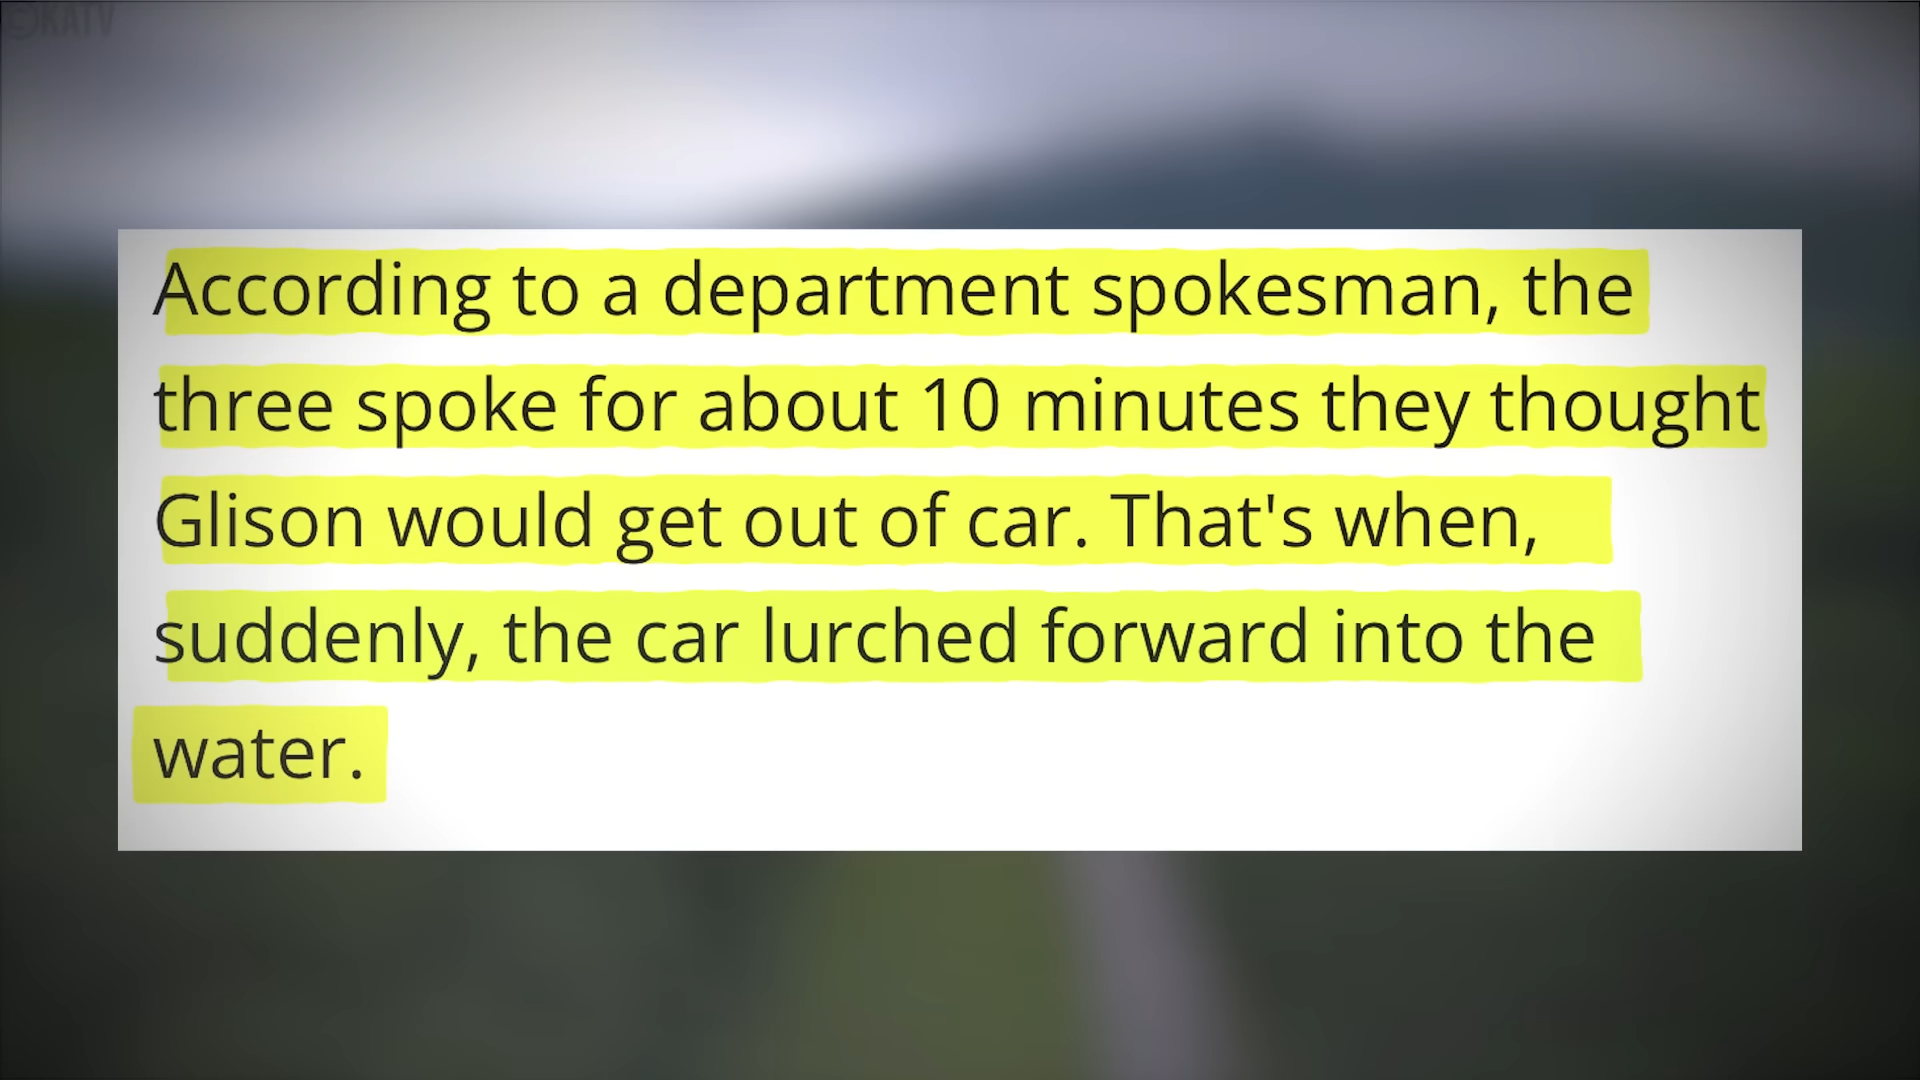 ©KATV
According to a department spokesman, the
three spoke for about 10 minutes they thought
Glison would get out of car. That's when,
suddenly, the car lurched forward into the
water.